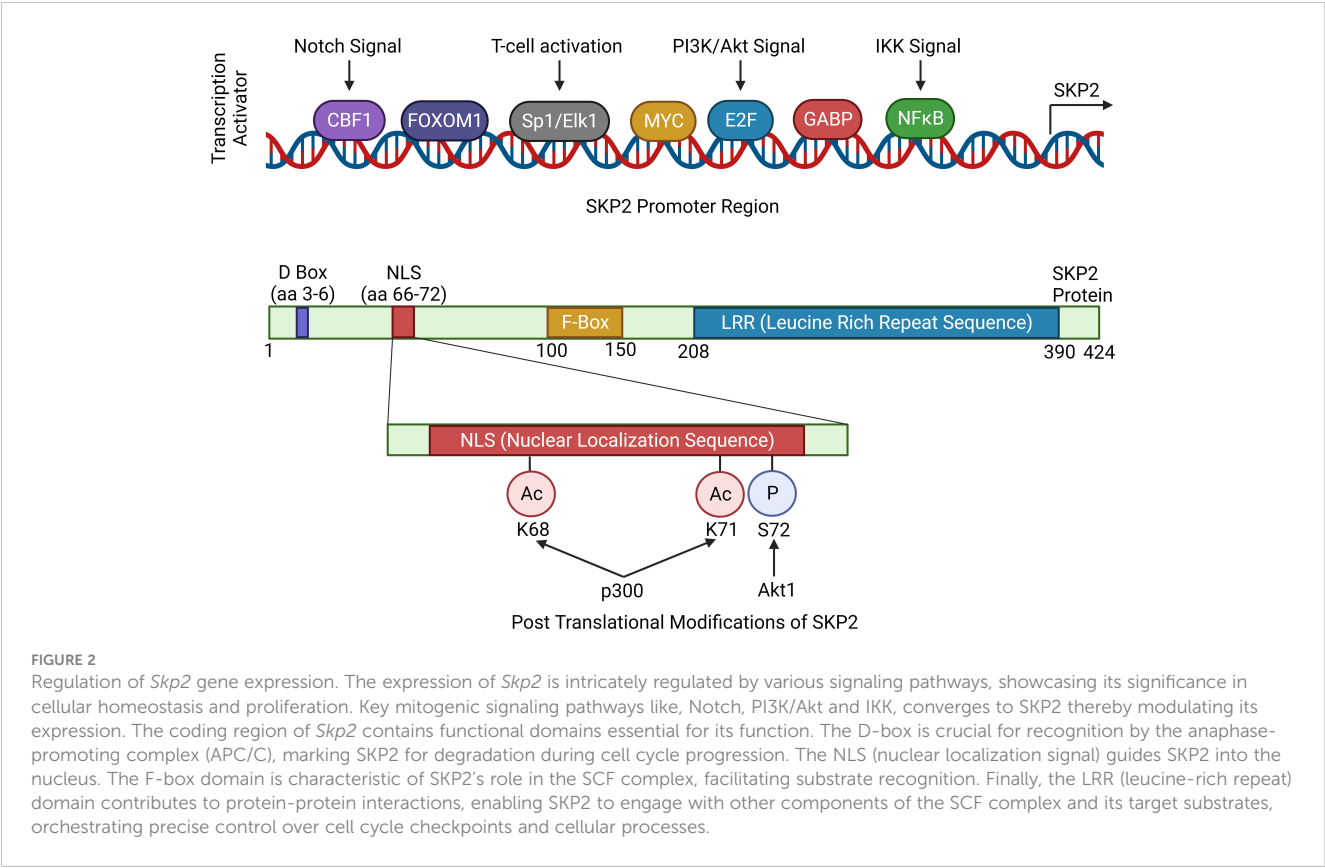 Notch Signal
T-cell activation
PI3K/Akt Signal
IKK Signal
Transcription
Activator
CBF1
FOXOM1
Sp1/Elk1
MYC
E2F
GABP
NFκB
SKP2
SKP2 Promoter Region
D Box
(aa 3-6)
NLS
(aa 66-72)
SKP2
Protein
F-Box
LRR (Leucine Rich Repeat Sequence)
1
100
150
208
390
424
NLS (Nuclear Localization Sequence)
Ac
Ac
P
K68
K71
S72
p300
Akt1
Post Translational Modifications of SKP2
FIGURE 2
Regulation of Skp2 gene expression. The expression of Skp2 is intricately regulated by various signaling pathways, showcasing its significance in
cellular homeostasis and proliferation. Key mitogenic signaling pathways like, Notch, PI3K/Akt and IKK, converges to SKP2 thereby modulating its
expression. The coding region of Skp2 contains functional domains essential for its function. The D-box is crucial for recognition by the anaphase-
promoting complex (APC/C), marking SKP2 for degradation during cell cycle progression. The NLS (nuclear localization signal) guides SKP2 into the
nucleus. The F-box domain is characteristic of SKP2's role in the SCF complex, facilitating substrate recognition. Finally, the LRR (leucine-rich repeat)
domain contributes to protein-protein interactions, enabling SKP2 to engage with other components of the SCF complex and its target substrates,
orchestrating precise control over cell cycle checkpoints and cellular processes.